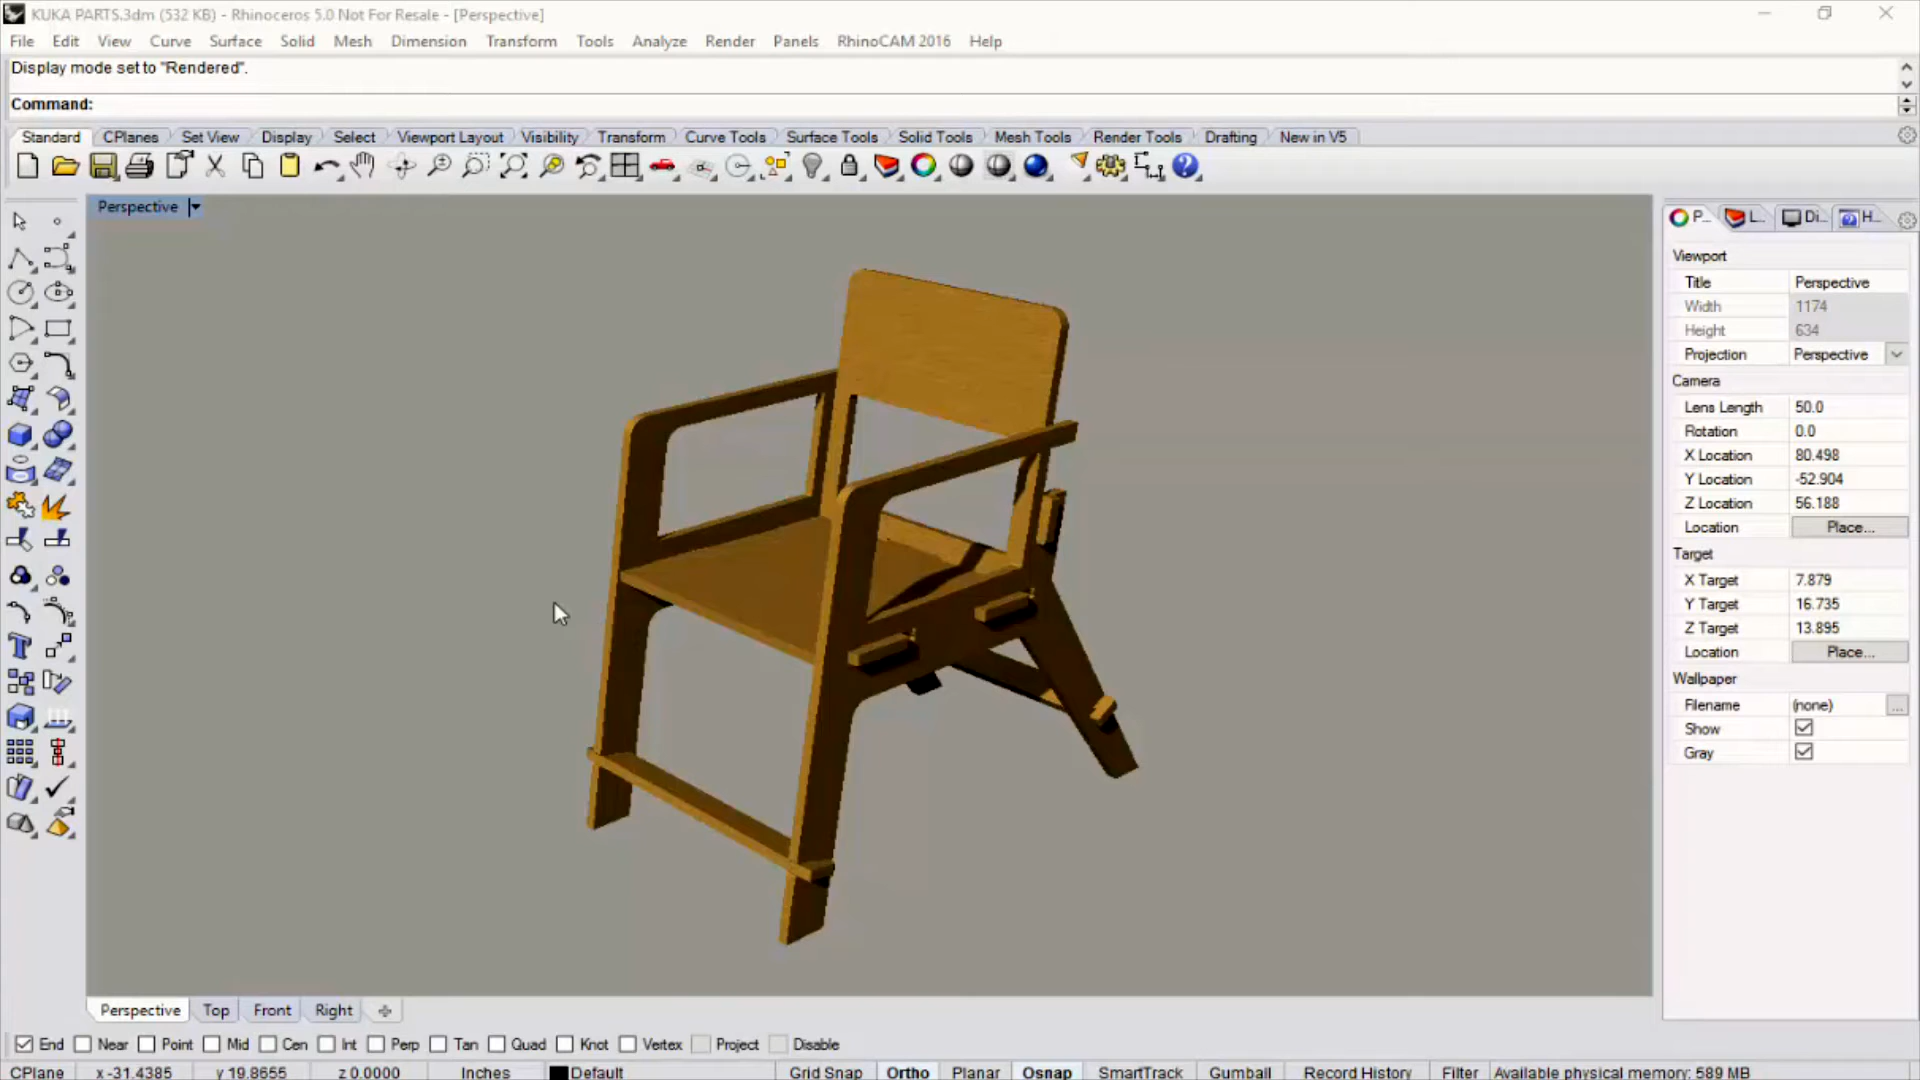 KUKA PARTS.3dm (532 KB) - Rhinoceros 5.0 Not For Resale - [Perspective]
File Edit View Curve Surface Solid Mesh Dimension Transform Tools Analyze Render Panels RhinoCAM 2016 Help
Display mode set to "Rendered".
Command:
Standard CPlanes Set View Display Select Viewport Layout Visibility Transform Curve Tools Surface Tools Solid Tools Mesh Tools Render Tools Drafting New in V5
Perspective
P... L... Di... H...
Viewport
Title Perspective
Width 1174
Height 634
Projection Perspective
Camera
Lens Length 50.0
Rotation 0.0
X Location 80.498
Y Location -52.904
Z Location 56.188
Location Place...
Target
X Target 7.879
Y Target 16.735
Z Target 13.895
Location Place...
Wallpaper
Filename (none) ...
Show
Gray
Perspective Top Front Right
End Near Point Mid Cen Int Perp Tan Quad Knot Vertex Project Disable
CPlane x -31.4385 y 19.8655 z 0.0000 Inches Default Grid Snap Ortho Planar Osnap SmartTrack Gumball Record History Filter Available physical memory: 589 MB